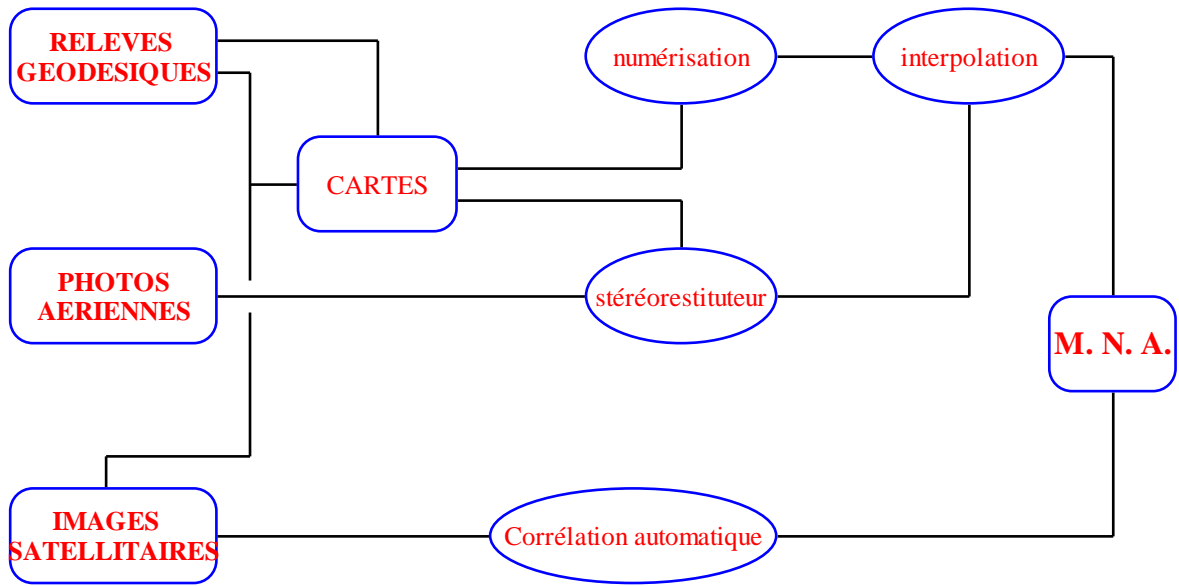 RELEVES
GEODESIQUES
numérisation
interpolation
CARTES
PHOTOS
AERIENNES
stéréorestituteur
M. N. A.
IMAGES
SATELLITAIRES
Corrélation automatique